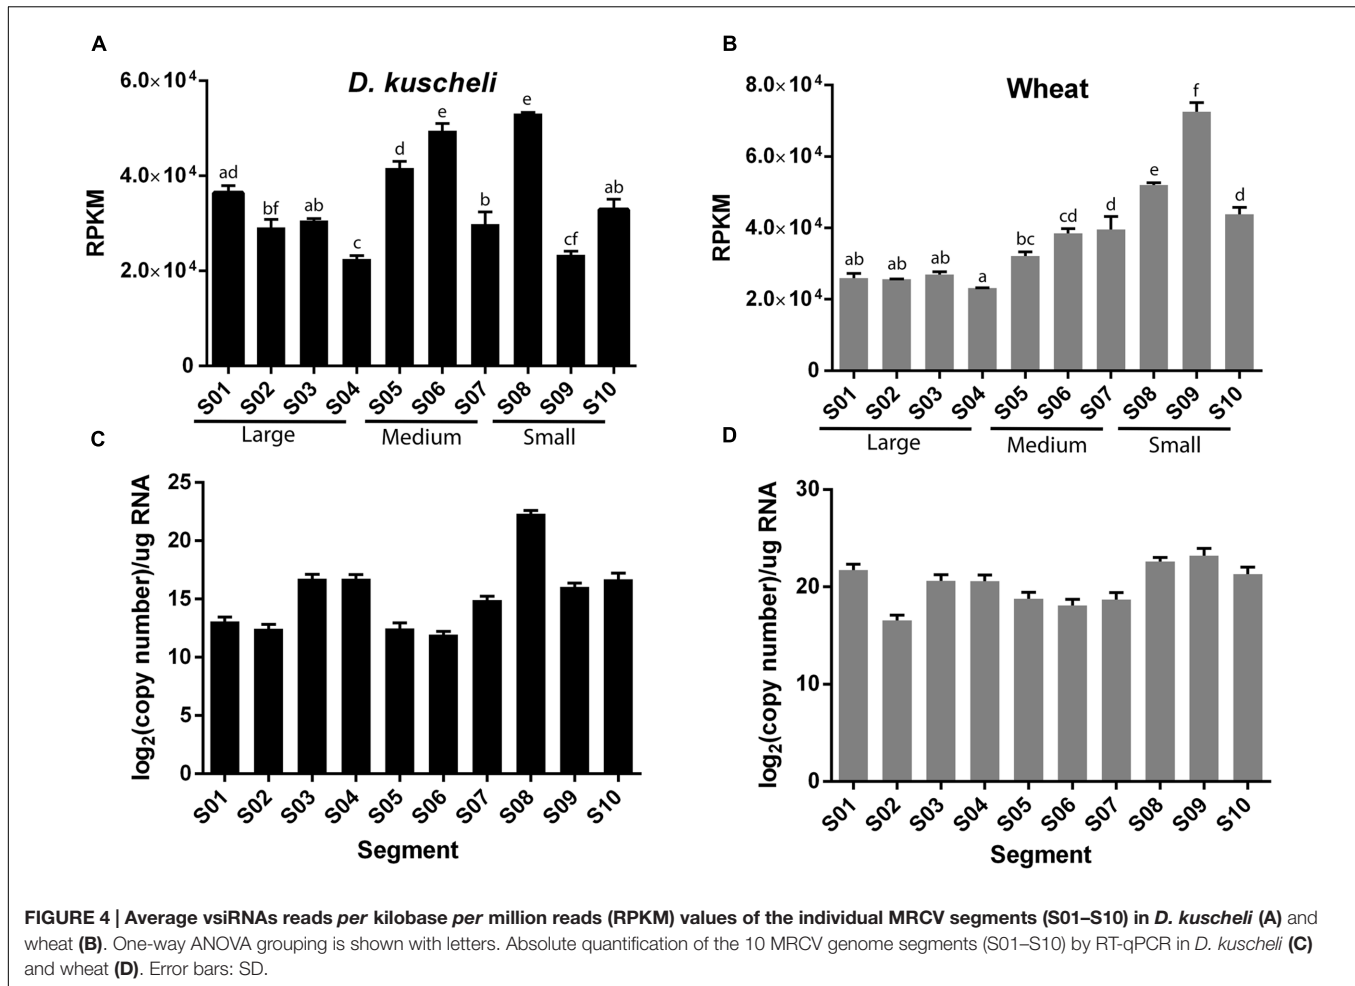 A
D. kuscheli
RPKM
6.0×10⁴
4.0×10⁴
2.0×10⁴
0
ad
bf
ab
c
d
e
b
e
cf
ab
S01
S02
S03
S04
S05
S06
S07
S08
S09
S10
Large
Medium
Small
B
Wheat
RPKM
8.0×10⁴
6.0×10⁴
4.0×10⁴
2.0×10⁴
0
ab
ab
ab
a
bc
cd
d
e
f
d
S01
S02
S03
S04
S05
S06
S07
S08
S09
S10
Large
Medium
Small
C
log₂(copy number)/ug RNA
25
20
15
10
5
0
S01
S02
S03
S04
S05
S06
S07
S08
S09
S10
Segment
D
log₂(copy number)/ug RNA
30
20
10
0
S01
S02
S03
S04
S05
S06
S07
S08
S09
S10
Segment
FIGURE 4 | Average vsiRNAs reads per kilobase per million reads (RPKM) values of the individual MRCV segments (S01–S10) in D. kuscheli (A) and
wheat (B). One-way ANOVA grouping is shown with letters. Absolute quantification of the 10 MRCV genome segments (S01–S10) by RT-qPCR in D. kuscheli (C)
and wheat (D). Error bars: SD.